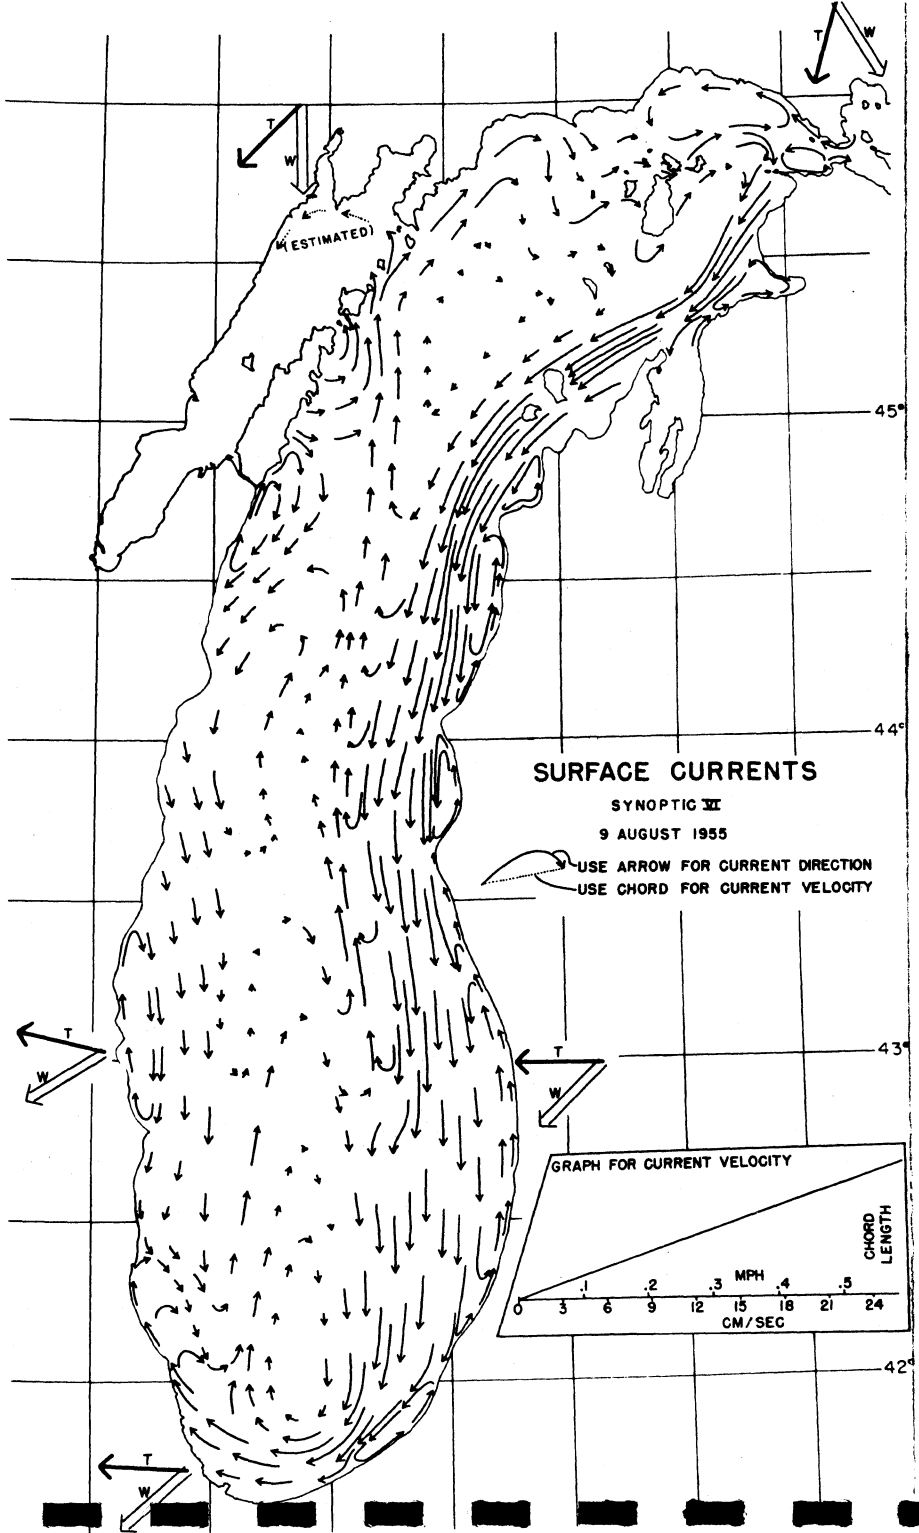 T
W
T
W
(ESTIMATED)
45°
44°
SURFACE CURRENTS
SYNOPTIC VI
9 AUGUST 1955
USE ARROW FOR CURRENT DIRECTION
USE CHORD FOR CURRENT VELOCITY
T
W
T
W
43°
GRAPH FOR CURRENT VELOCITY
CHORD LENGTH
MPH
.1 .2 .3 .4 .5
0 3 6 9 12 15 18 21 24
CM/SEC
42°
T
W